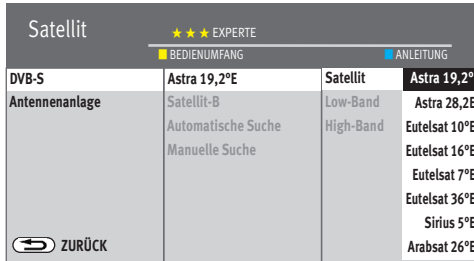 Satellit
★ ★ ★ EXPERTE
BEDIENUMFANG ANLEITUNG
DVB-S Astra 19,2°E Satellit Astra 19,2°
Antennenanlage Satellit-B Low-Band Astra 28,2E
Automatische Suche High-Band Eutelsat 10°E
Manuelle Suche Eutelsat 16°E
Eutelsat 7°E
Eutelsat 36°E
Sirius 5°E
ZURÜCK Arabsat 26°E